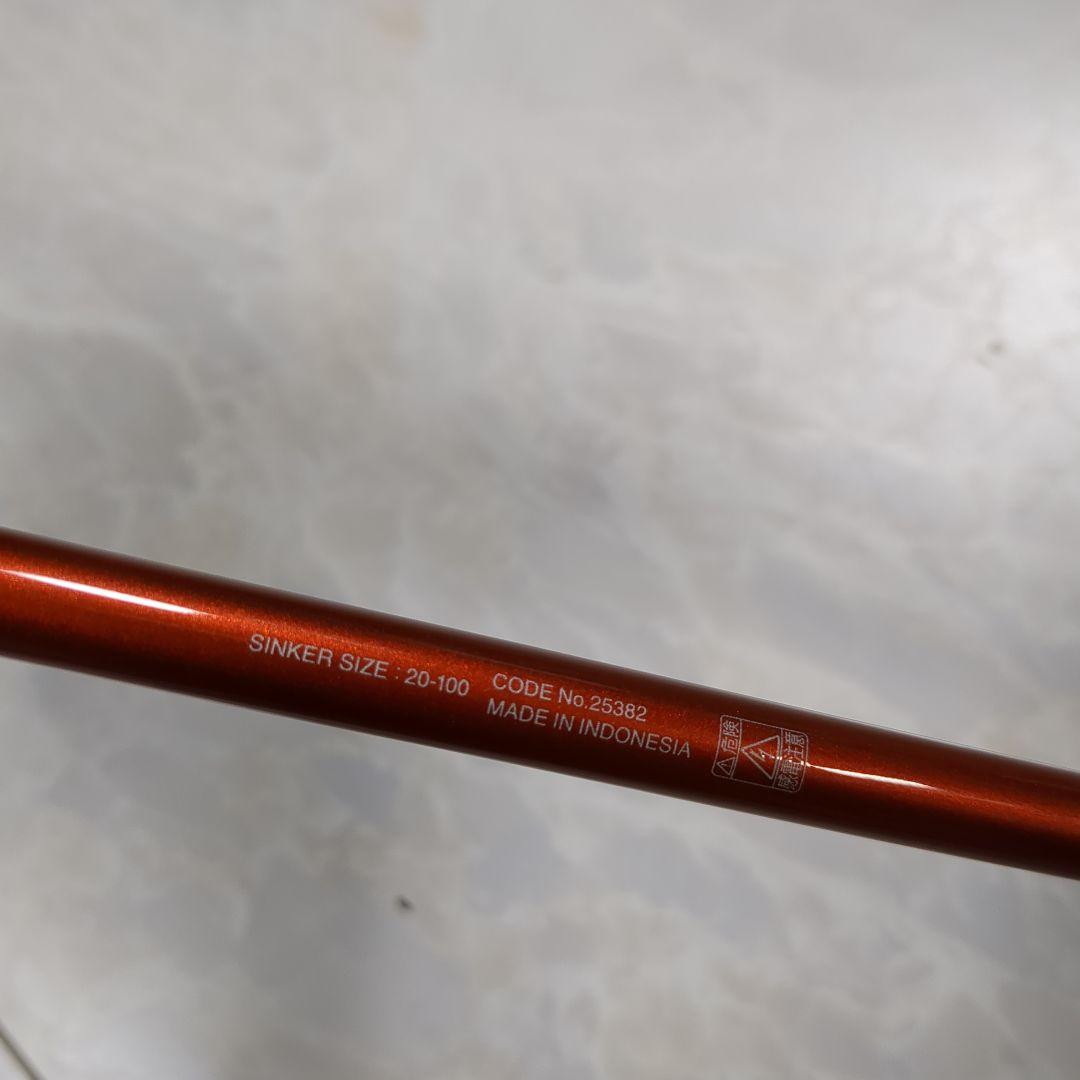 SINKER SIZE : 20-100
CODE No.25382
MADE IN INDONESIA
危険
感電注意